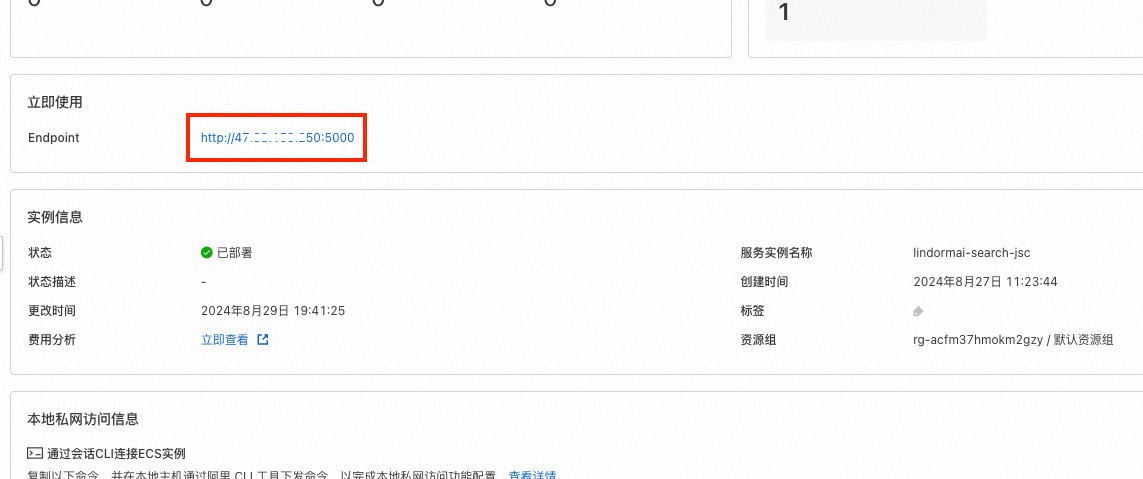 0 0 0 0
1
立即使用
Endpoint http://47. 50:5000
实例信息
状态 已部署 服务实例名称 lindormai-search-jsc
状态描述 - 创建时间 2024年8月27日 11:23:44
更改时间 2024年8月29日 19:41:25 标签
费用分析 立即查看 资源组 rg-acfm37hmokm2gzy / 默认资源组
本地私网访问信息
通过会话CLI连接ECS实例
复制以下命令，并在本地主机通过阿里 CLI 工具下发命令，以完成本地私网访问功能配置。 查看详情